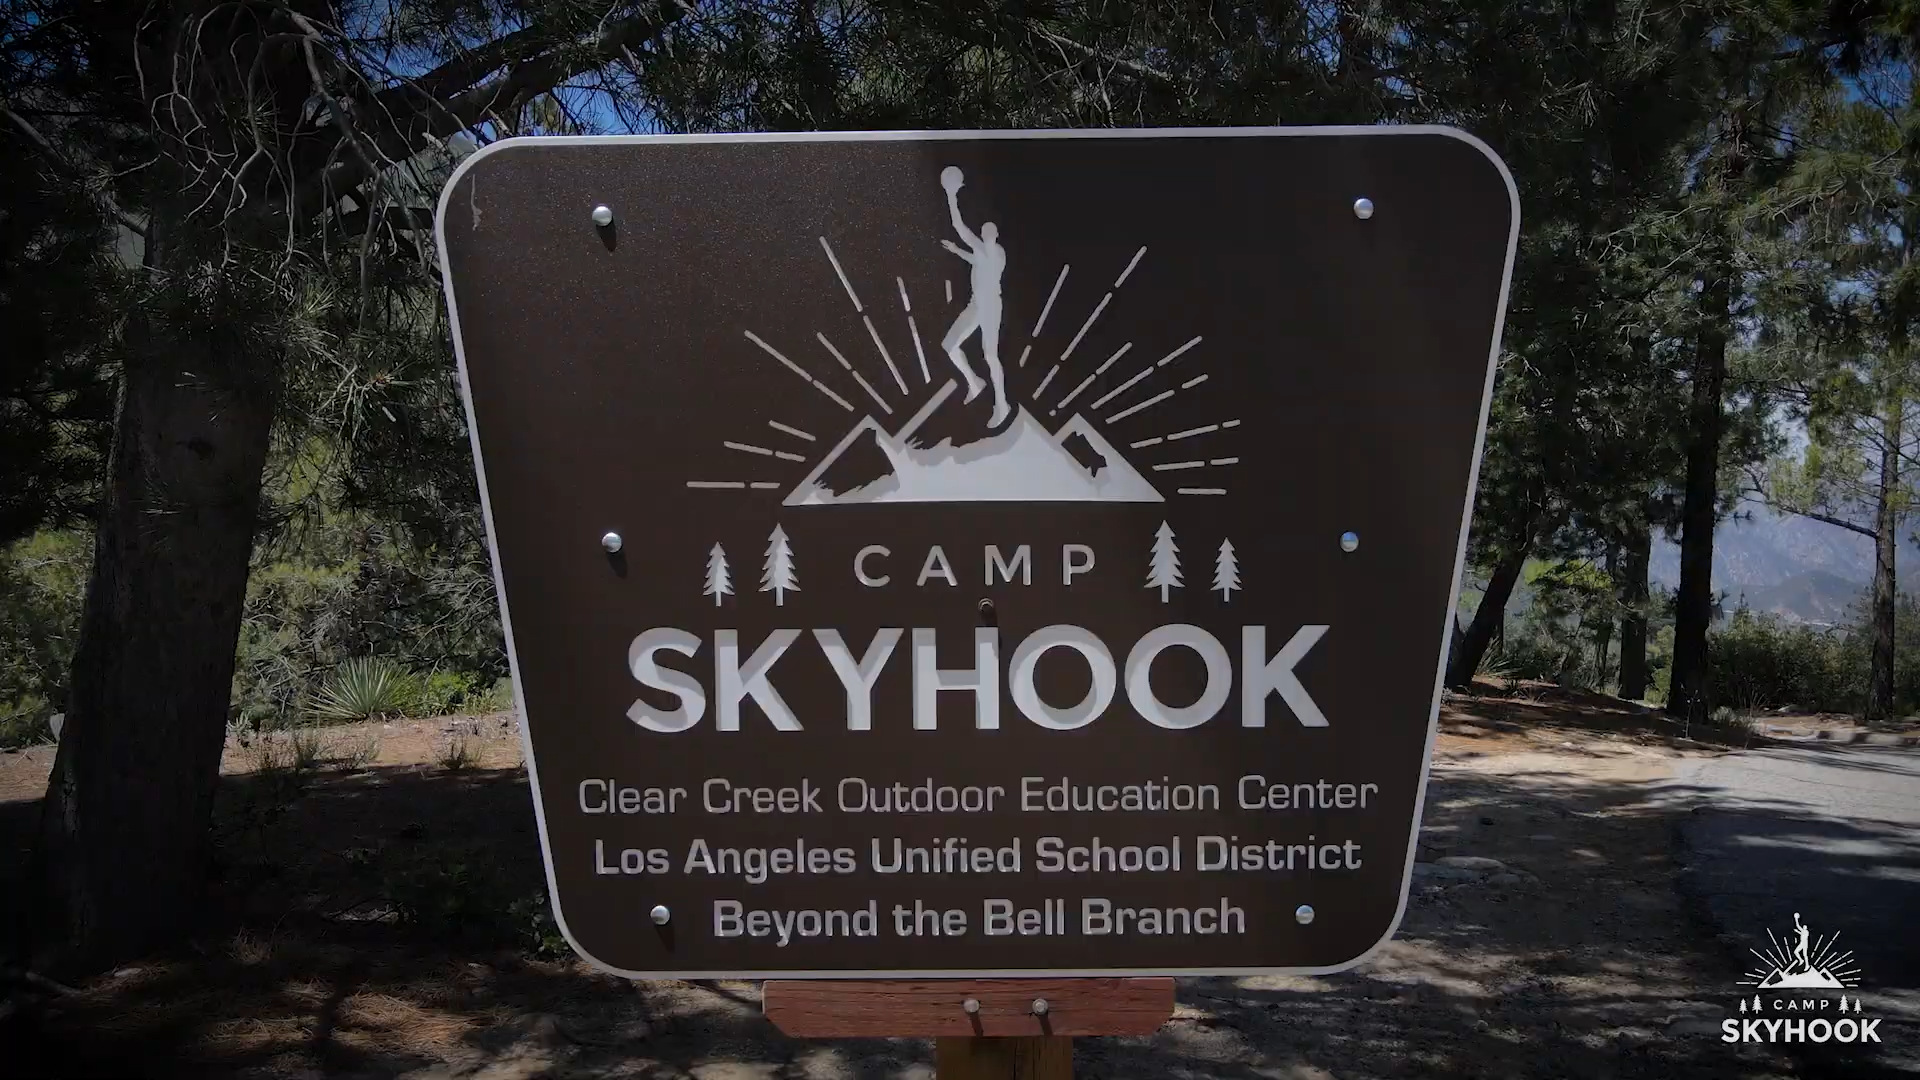 CAMP
SKYHOOK
Clear Creek Outdoor Education Center
Los Angeles Unified School District
Beyond the Bell Branch
CAMP
SKYHOOK